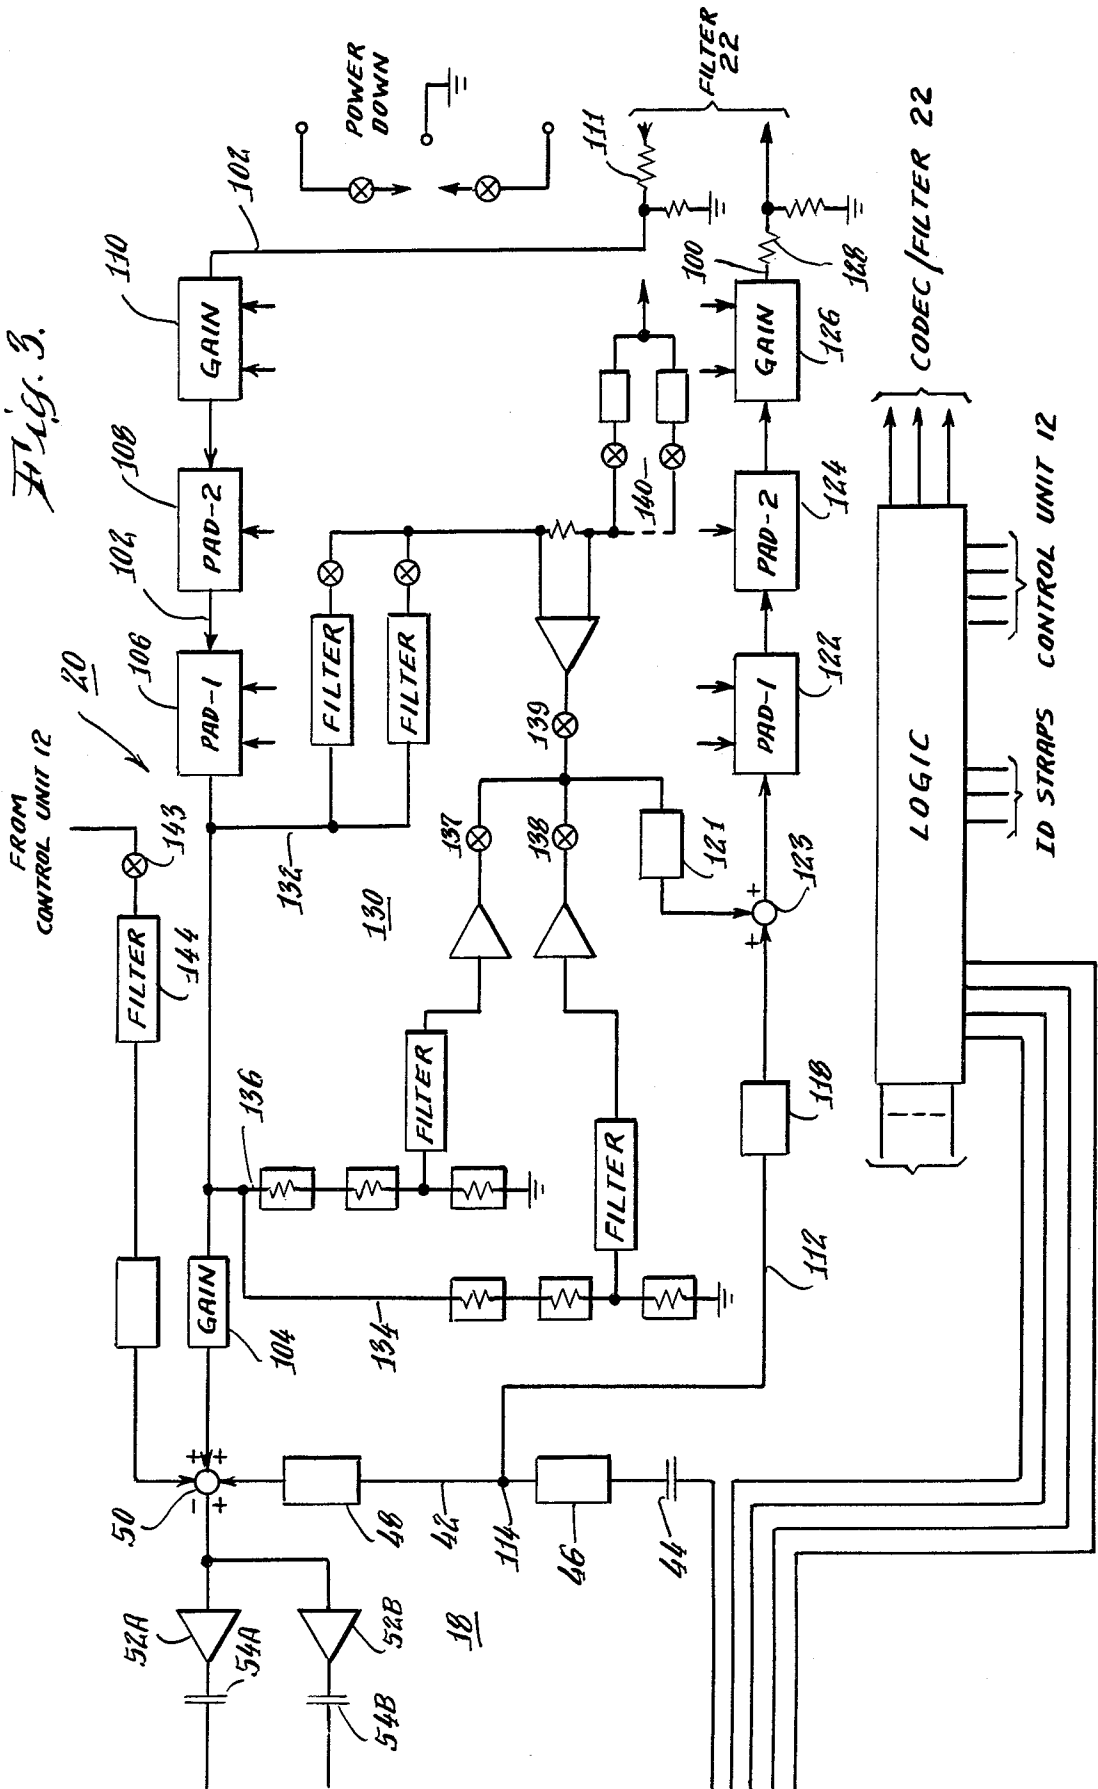 Fig. 3.
FROM
CONTROL UNIT 12
20
143
FILTER
144
102
106
PAD-1
102
108
PAD-2
110
GAIN
102
POWER
DOWN
FILTER
22
111
100
128
GAIN
126
PAD-2
124
PAD-1
122
140
FILTER
FILTER
132
130
139
137
138
121
123
136
FILTER
FILTER
134
GAIN
104
118
112
+
+
-
+
+
+
50
48
42
114
46
44
52A
54A
52B
54B
18
LOGIC
CODEC/FILTER 22
ID STRAPS
CONTROL UNIT 12